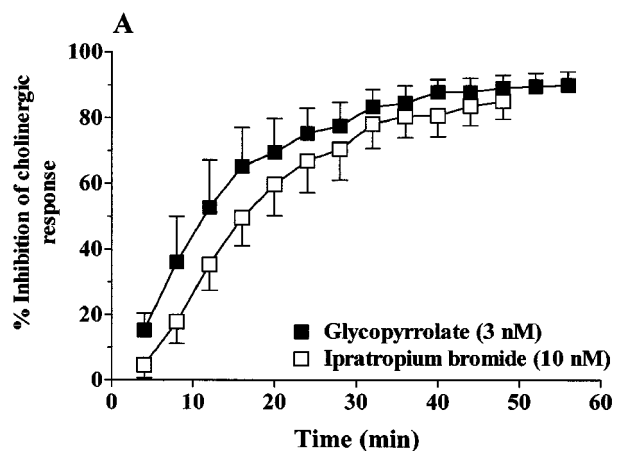 A
100
80
60
40
20
0
% Inhibition of cholinergic
response
Glycopyrrolate (3 nM)
Ipratropium bromide (10 nM)
0 10 20 30 40 50 60
Time (min)